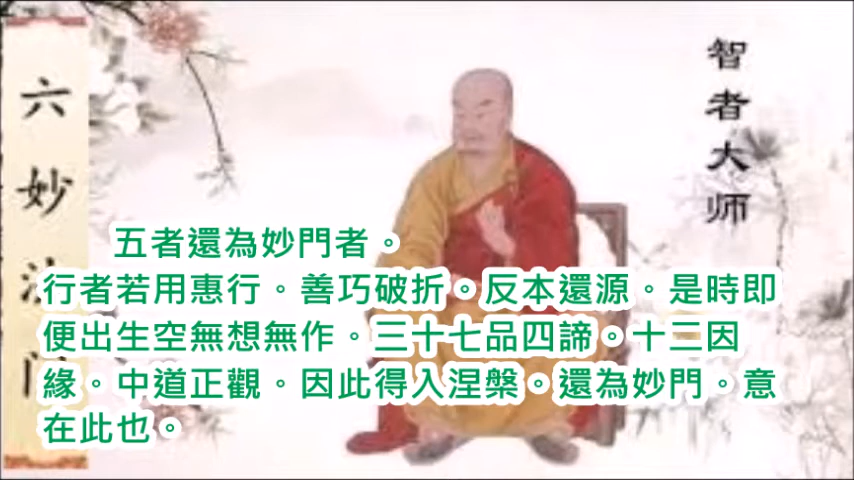 六妙法门
智者大师
五者還為妙門者。
行者若用惠行。善巧破折。反本還源。是時即
便出生空無想無作。三十七品四諦。十二因
緣。中道正觀。因此得入涅槃。還為妙門。意
在此也。